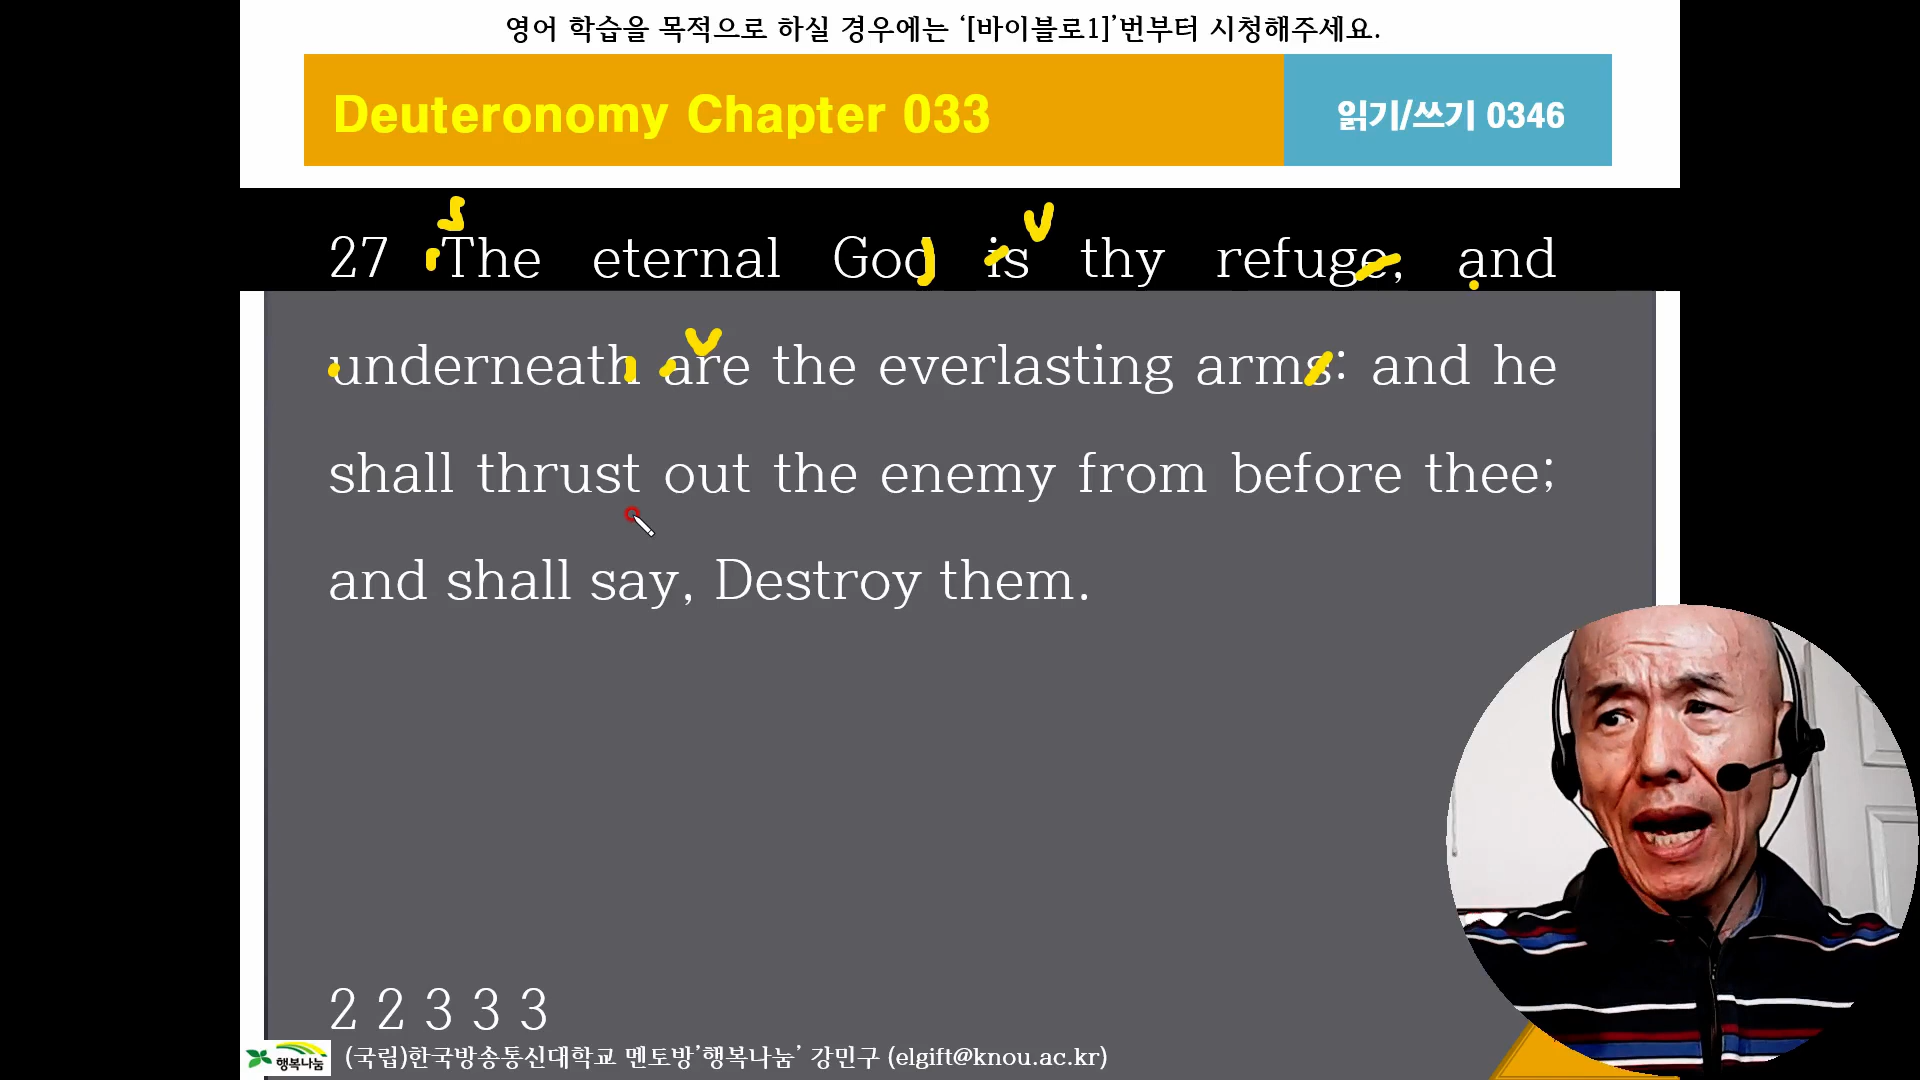 영어 학습을 목적으로 하실 경우에는 ‘[바이블로1]’번부터 시청해주세요.
Deuteronomy Chapter 033
읽기/쓰기 0346
27 The eternal God is thy refuge, and
underneath are the everlasting arms: and he
shall thrust out the enemy from before thee;
and shall say, Destroy them.
2 2 3 3 3
행복나눔 (국립)한국방송통신대학교 멘토방’행복나눔’ 강민구 (elgift@knou.ac.kr)